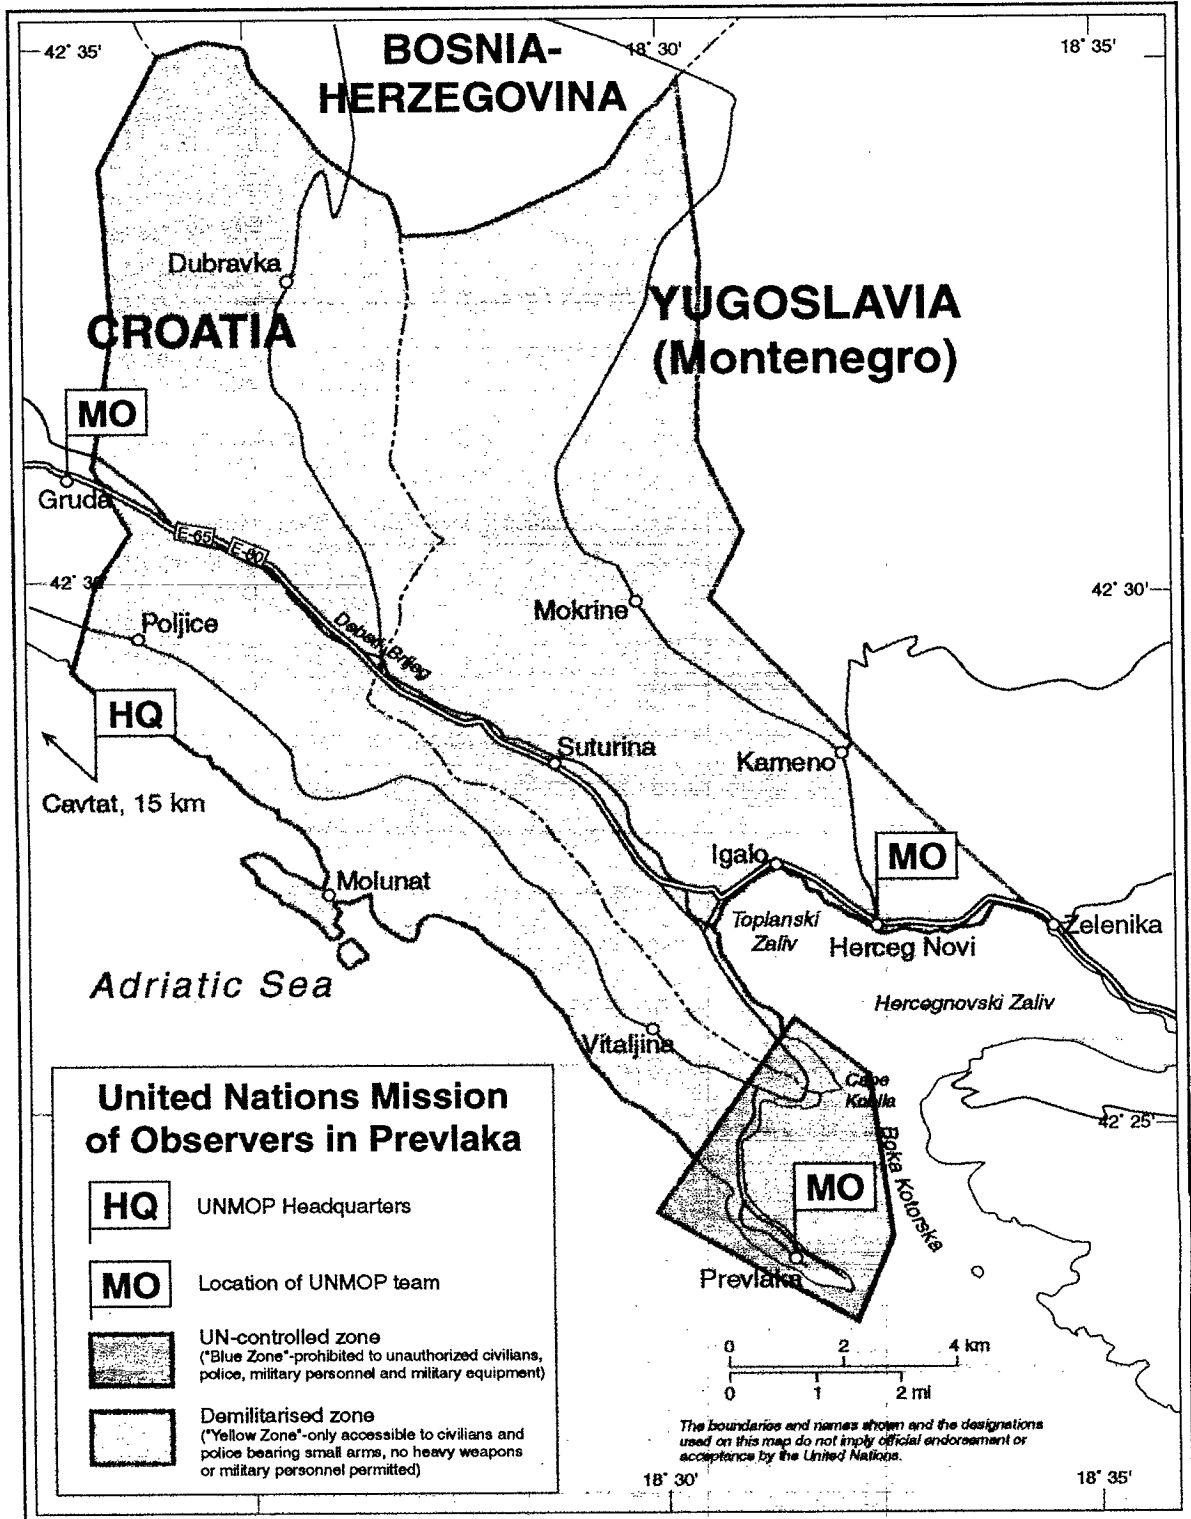 42° 35'
BOSNIA-
HERZEGOVINA
18° 30'
18° 35'
Dubravka
CROATIA
YUGOSLAVIA
(Montenegro)
MO
Gruda
E-65
E-80
42° 30'
42° 30'
Mokrine
Poljice
Debeli Brijeg
HQ
Suturina
Kameno
Cavtat, 15 km
Igalo
MO
Molunat
Toplanski
Zaliv
Herceg Novi
Zelenika
Adriatic Sea
Hercegnovski Zaliv
Vitaljina
Cape
Kobila
42° 25'
Boka Kotorska
MO
Prevlaka
United Nations Mission
of Observers in Prevlaka
HQ UNMOP Headquarters
MO Location of UNMOP team
UN-controlled zone
("Blue Zone"-prohibited to unauthorized civilians,
police, military personnel and military equipment)
Demilitarised zone
("Yellow Zone"-only accessible to civilians and
police bearing small arms, no heavy weapons
or military personnel permitted)
0 2 4 km
0 1 2 mi
The boundaries and names shown and the designations
used on this map do not imply official endorsement or
acceptance by the United Nations.
18° 30'
18° 35'